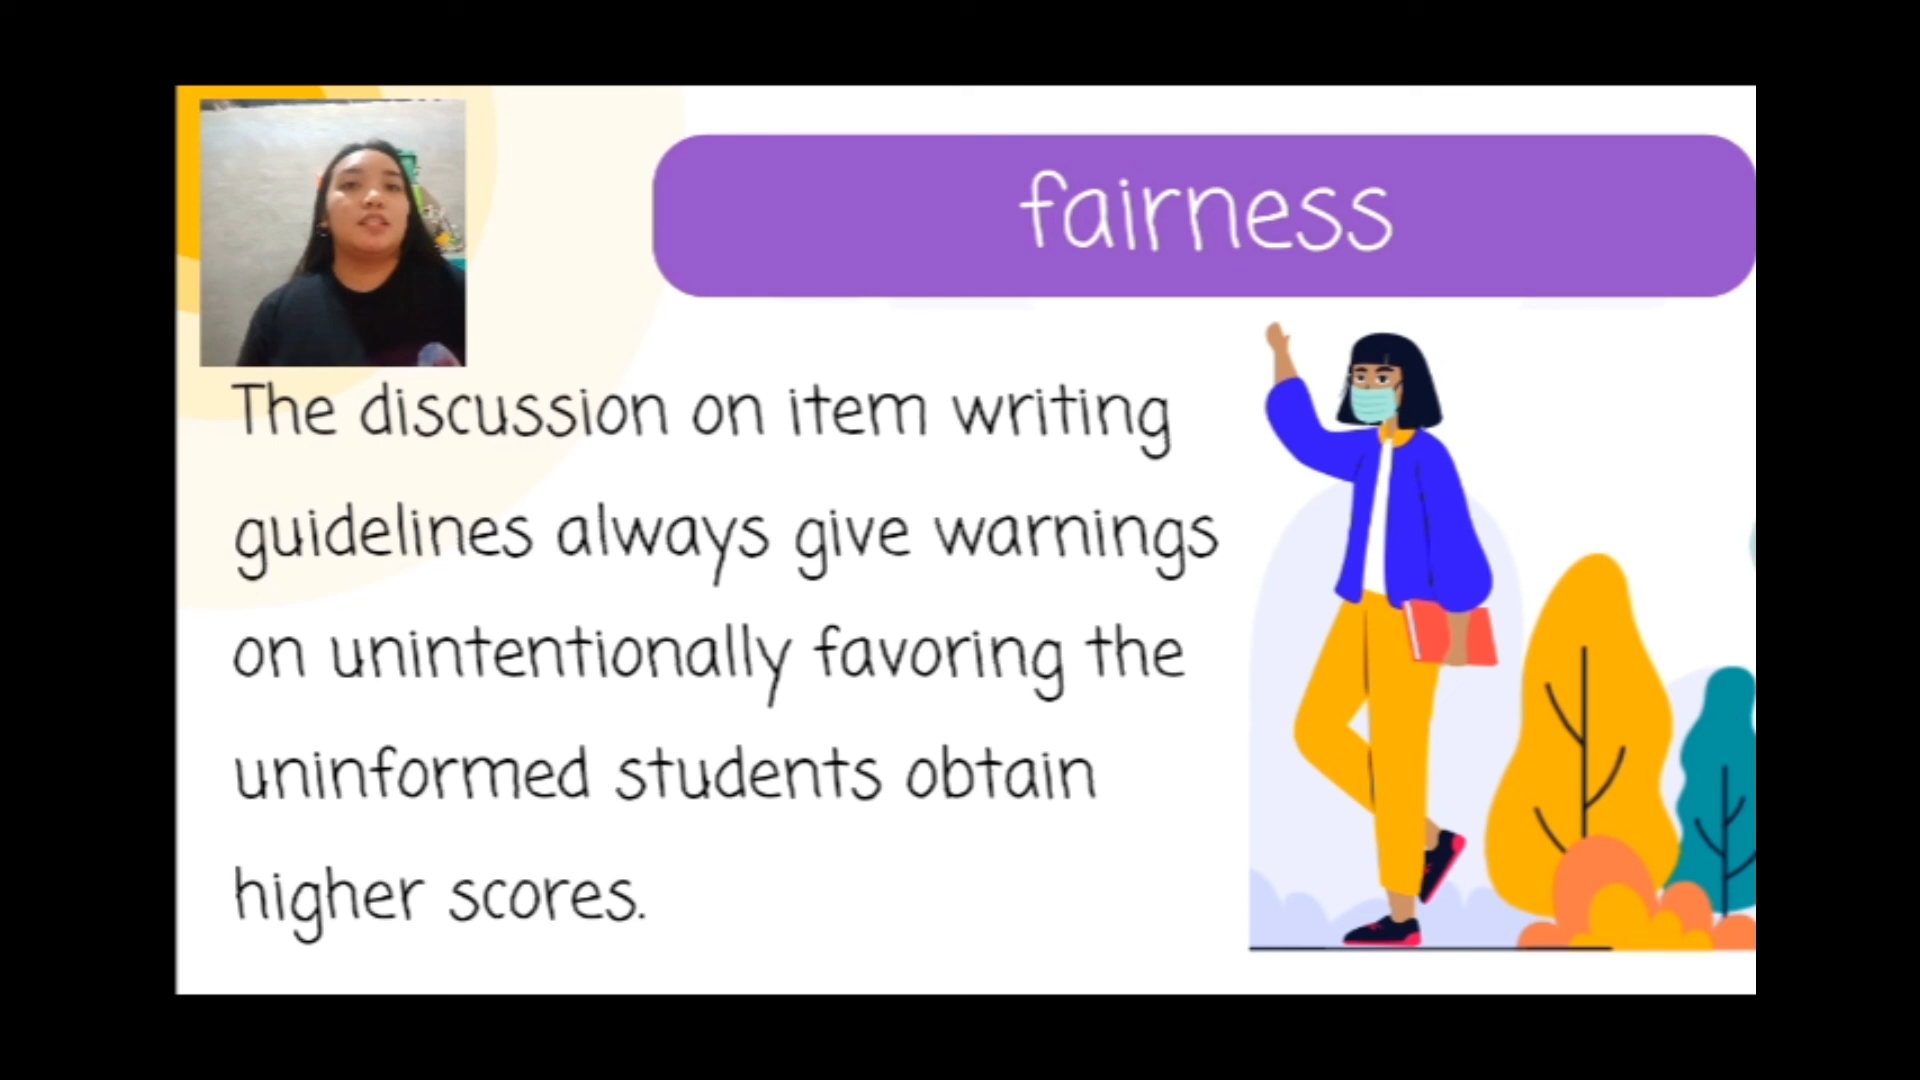 fairness
The discussion on item writing
guidelines always give warnings
on unintentionally favoring the
uninformed students obtain
higher scores.